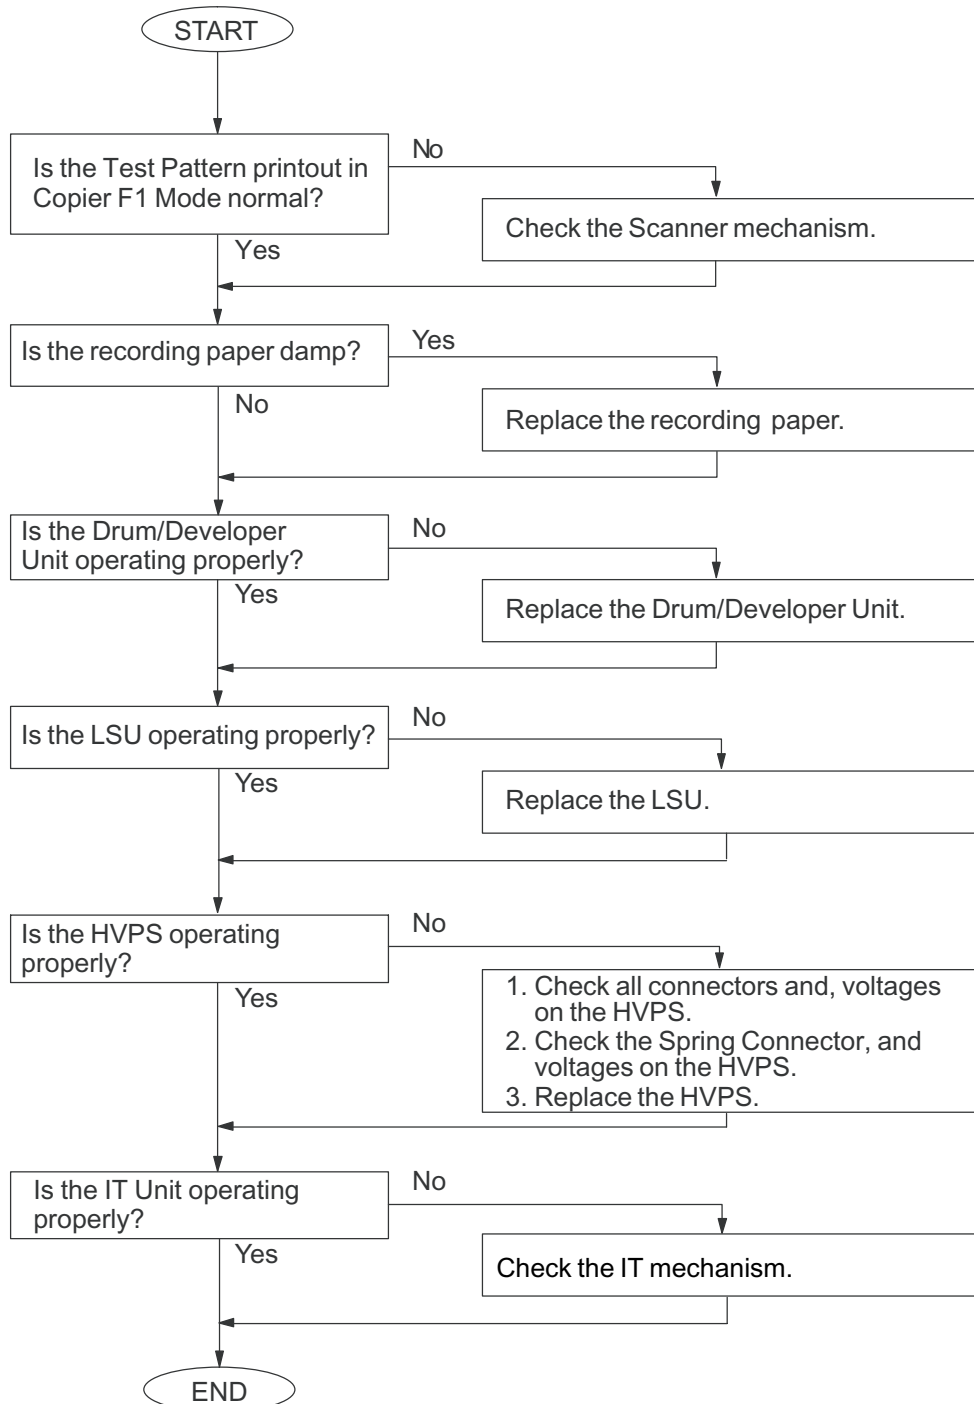 START
Is the Test Pattern printout in
Copier F1 Mode normal?
No
Check the Scanner mechanism.
Yes
Is the recording paper damp?
Yes
Replace the recording paper.
No
Is the Drum/Developer
Unit operating properly?
No
Replace the Drum/Developer Unit.
Yes
Is the LSU operating properly?
No
Replace the LSU.
Yes
Is the HVPS operating
properly?
No
1. Check all connectors and, voltages
on the HVPS.
2. Check the Spring Connector, and
voltages on the HVPS.
3. Replace the HVPS.
Yes
Is the IT Unit operating
properly?
No
Check the IT mechanism.
Yes
END